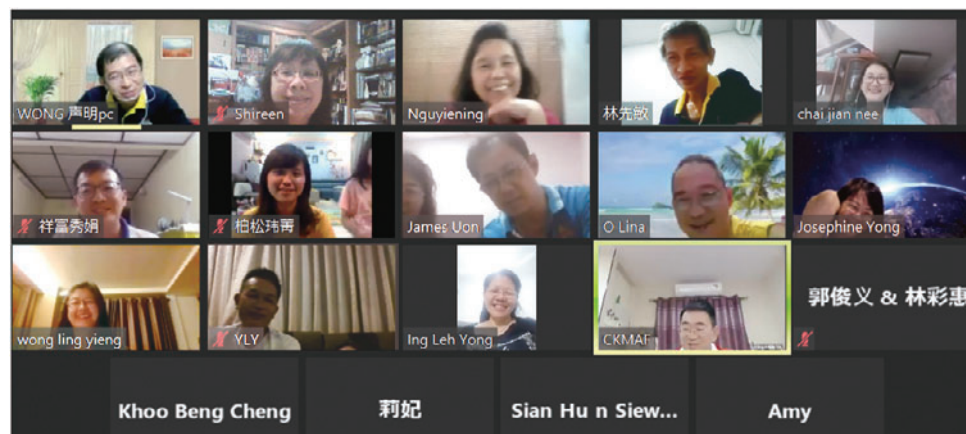 WONG 声明pc
Shireen
Nguyiening
林先敏
chai jian nee
祥富秀娟
柏松玮菁
James Uon
O Lina
Josephine Yong
wong ling yieng
YLY
Ing Leh Yong
CKMAF
郭俊义 & 林彩惠
Khoo Beng Cheng
莉妃
Sian Hu n Siew...
Amy